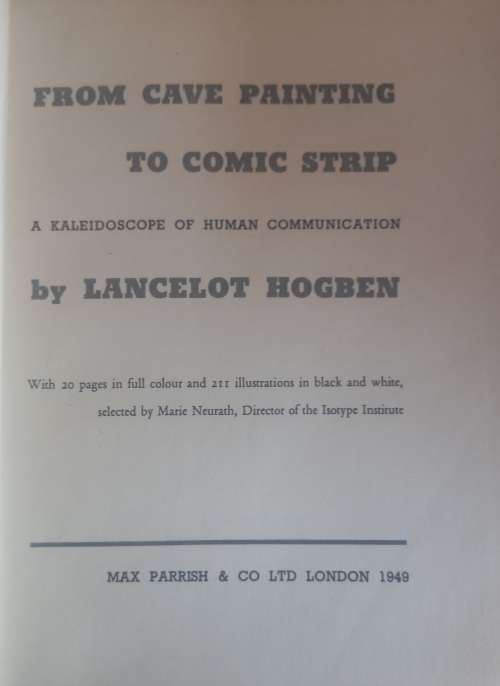 FROM CAVE PAINTING
TO COMIC STRIP
A KALEIDOSCOPE OF HUMAN COMMUNICATION
by LANCELOT HOGBEN
With 20 pages in full colour and 211 illustrations in black and white,
selected by Marie Neurath, Director of the Isotype Institute
MAX PARRISH & CO LTD LONDON 1949